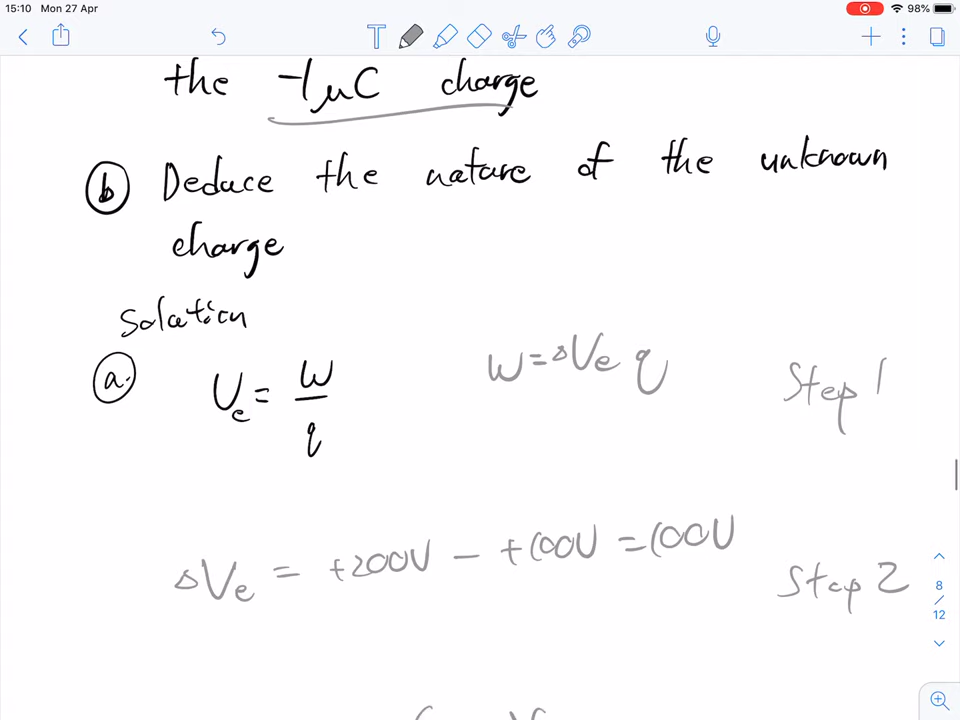 15:10 Mon 27 Apr 98%
the -1μC charge
b Deduce the nature of the unknown
charge
Solution
a. Ve = W/q W = ΔVe q Step 1
ΔVe = +200V - +100V = 100V
Step 2
8
/
12